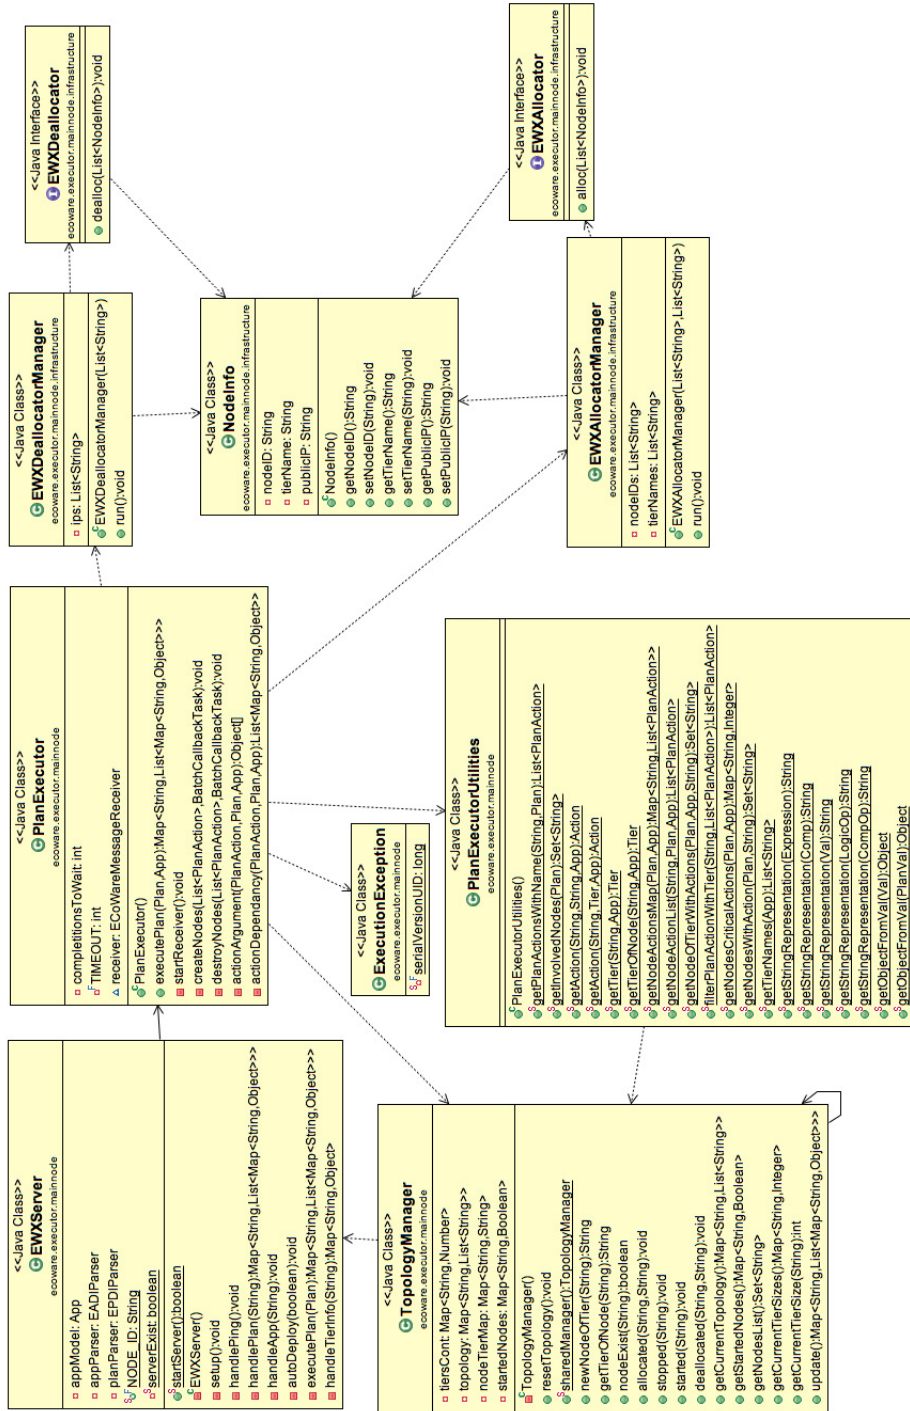 <<Java Class>>
EWXServer
ecoware.executor.mainnode
appModel: App
appParser: EADIParser
planParser: EPDIParser
NODE_ID: String
serverExist: boolean
startServer():boolean
EWXServer()
setup():void
handlePing():void
handlePlan(String):Map<String,List<Map<String,Object>>>
handleApp(String):void
autoDeploy(boolean):void
executePlan(Plan):Map<String,List<Map<String,Object>>>
handleTierInfo(String):Map<String,Object>
<<Java Class>>
PlanExecutor
ecoware.executor.mainnode
completionsToWait: int
TIMEOUT: int
receiver: ECoWareMessageReceiver
PlanExecutor()
executePlan(Plan,App):Map<String,List<Map<String,Object>>>
startReceiver():void
createNodes(List<PlanAction>,BatchCallbackTask):void
destroyNodes(List<PlanAction>,BatchCallbackTask):void
actionArgument(PlanAction,Plan,App):Object[]
actionDependancy(PlanAction,Plan,App):List<Map<String,Object>>
<<Java Class>>
EWXDeallocatorManager
ecoware.executor.mainnode.infrastructure
ips: List<String>
EWXDeallocatorManager(List<String>)
run():void
<<Java Interface>>
EWXDeallocator
ecoware.executor.mainnode.infrastructure
dealloc(List<NodeInfo>):void
<<Java Class>>
NodeInfo
ecoware.executor.mainnode.infrastructure
nodeID: String
tierName: String
publicIP: String
NodeInfo()
getNodeID():String
setNodeID(String):void
getTierName():String
setTierName(String):void
getPublicIP():String
setPublicIP(String):void
<<Java Class>>
ExecutionException
ecoware.executor.mainnode
serialVersionUID: long
<<Java Class>>
TopologyManager
ecoware.executor.mainnode
tiersCont: Map<String,Number>
topology: Map<String,List<String>>
nodeTierMap: Map<String,String>
startedNodes: Map<String,Boolean>
TopologyManager()
resetTopology():void
sharedManager():TopologyManager
newNodeOfTier(String):String
getTierOfNode(String):String
nodeExist(String):boolean
allocated(String,String):void
stopped(String):void
started(String):void
deallocated(String,String):void
getCurrentTopology():Map<String,List<String>>
getStartedNodes():Map<String,Boolean>
getNodesList():Set<String>
getCurrentTierSizes():Map<String,Integer>
getCurrentTierSize(String):int
update():Map<String,List<Map<String,Object>>>
<<Java Class>>
PlanExecutorUtilities
ecoware.executor.mainnode
PlanExecutorUtilities()
getPlanActionsWithName(String,Plan):List<PlanAction>
getInvolvedNodes(Plan):Set<String>
getAction(String,String,App):Action
getAction(String,Tier,App):Action
getTier(String,App):Tier
getTierOfNode(String,App):Tier
getNodeActionsMap(Plan,App):Map<String,List<PlanAction>>
getNodeActionList(String,Plan,App):List<PlanAction>
getNodeOfTierWithActions(Plan,App,String):Set<String>
filterPlanActionWithTier(String,List<PlanAction>):List<PlanAction>
getNodesCriticalActions(Plan,App):Map<String,Integer>
getNodesWithAction(Plan,String):Set<String>
getTierNames(App):List<String>
getStringRepresentation(Expression):String
getStringRepresentation(Comp):String
getStringRepresentation(Val):String
getStringRepresentation(LogicOp):String
getStringRepresentation(CompOp):String
getObjectFromVal(Val):Object
getObjectFromVal(PlanVal):Object
<<Java Class>>
EWXAllocatorManager
ecoware.executor.mainnode.infrastructure
nodeIDs: List<String>
tierNames: List<String>
EWXAllocatorManager(List<String>,List<String>)
run():void
<<Java Interface>>
EWXAllocator
ecoware.executor.mainnode.infrastructure
alloc(List<NodeInfo>):void